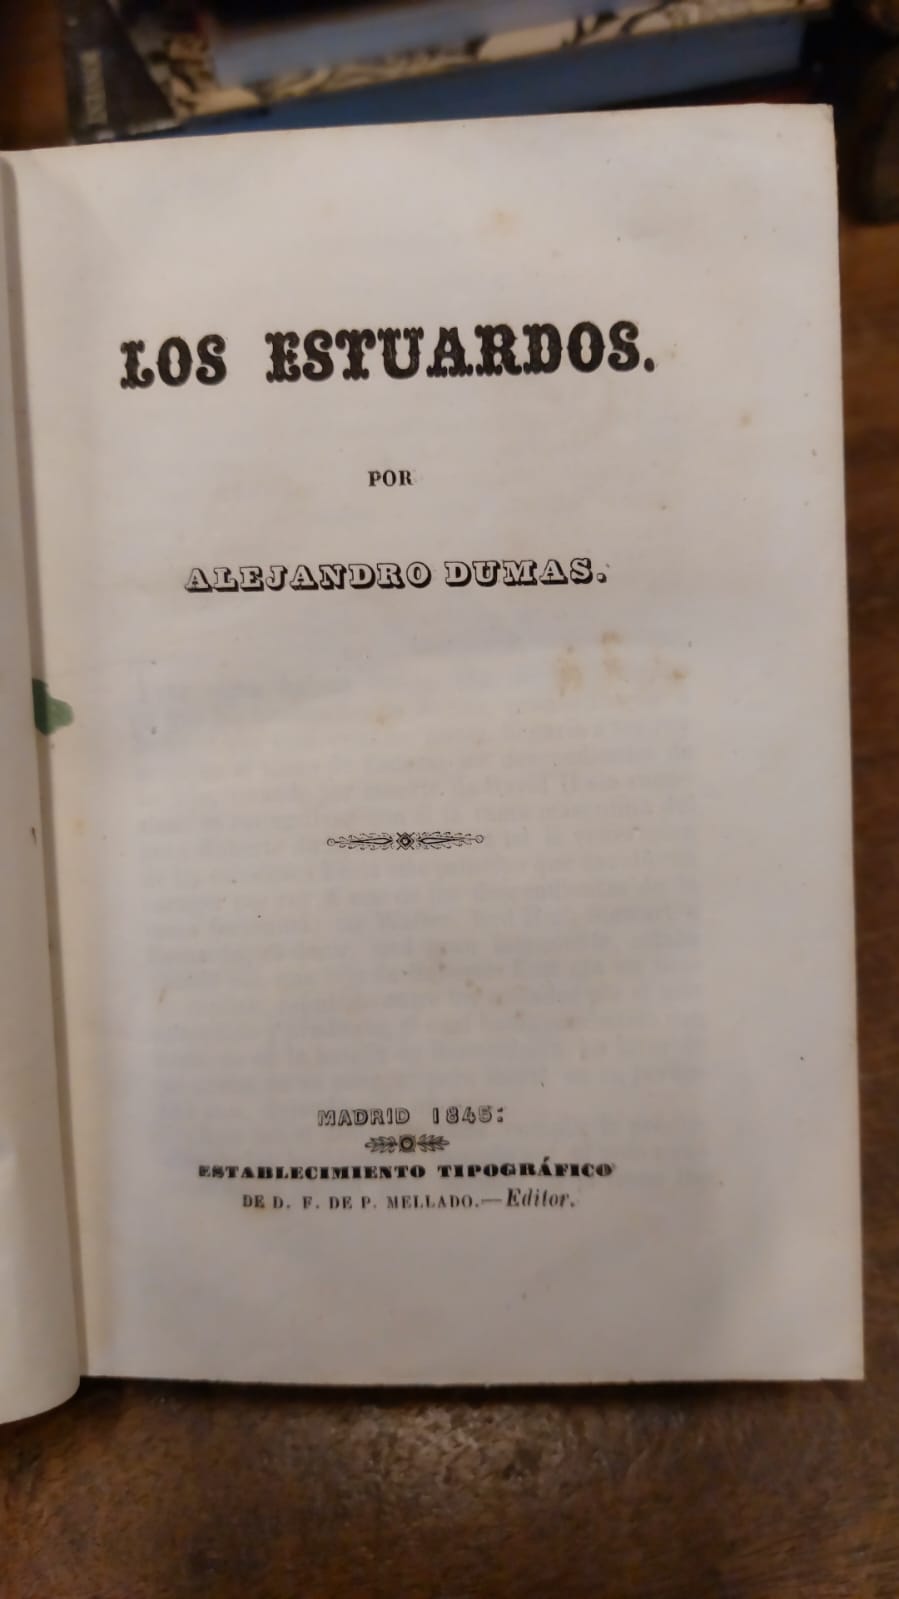 LOS ESTUARDOS.
POR
ALEJANDRO DUMAS.
MADRID 1845:
ESTABLECIMIENTO TIPOGRÁFICO
DE D. F. DE P. MELLADO.—Editor.